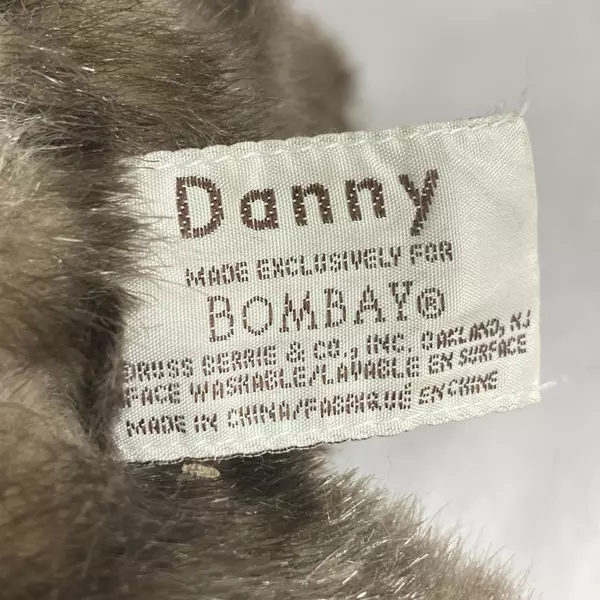 Danny
MADE EXCLUSIVELY FOR
BOMBAY®
©RUSS BERRIE & CO., INC. OAKLAND, NJ
SURFACE WASHABLE/LAVABLE EN SURFACE
MADE IN CHINA/FABRIQUÉ EN CHINE